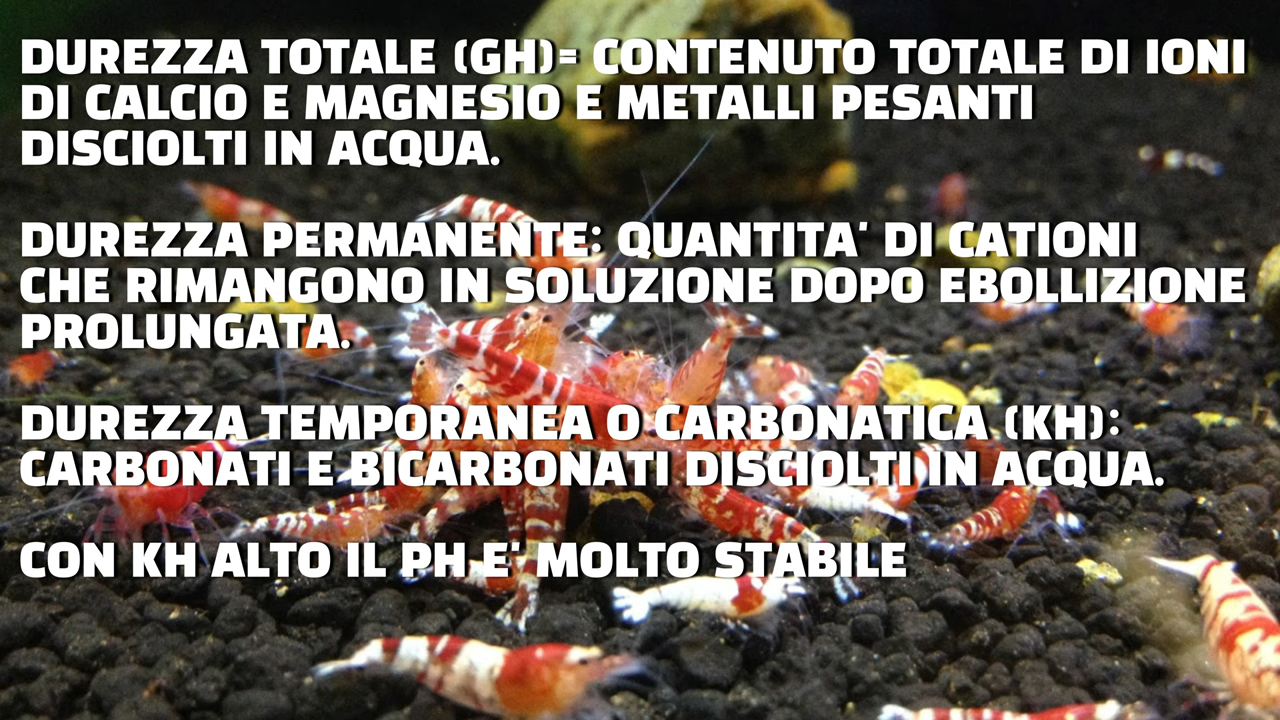 DUREZZA TOTALE (GH)= CONTENUTO TOTALE DI IONI
DI CALCIO E MAGNESIO E METALLI PESANTI
DISCIOLTI IN ACQUA.
DUREZZA PERMANENTE: QUANTITA' DI CATIONI
CHE RIMANGONO IN SOLUZIONE DOPO EBOLLIZIONE
PROLUNGATA.
DUREZZA TEMPORANEA O CARBONATICA (KH):
CARBONATI E BICARBONATI DISCIOLTI IN ACQUA.
CON KH ALTO IL PH E' MOLTO STABILE